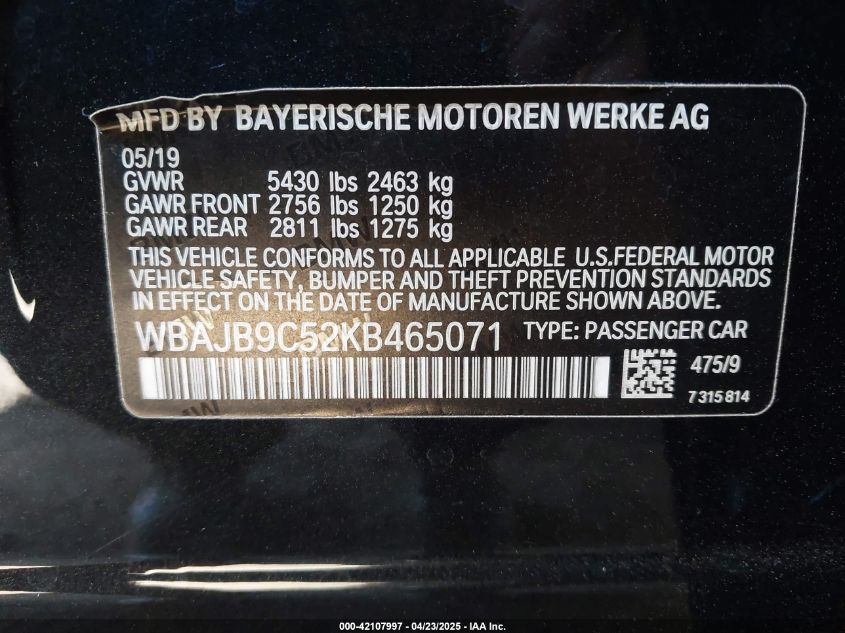 MFD BY BAYERISCHE MOTOREN WERKE AG
05/19
GVWR 5430 lbs 2463 kg
GAWR FRONT 2756 lbs 1250 kg
GAWR REAR 2811 lbs 1275 kg
THIS VEHICLE CONFORMS TO ALL APPLICABLE U.S.FEDERAL MOTOR
VEHICLE SAFETY, BUMPER AND THEFT PREVENTION STANDARDS
IN EFFECT ON THE DATE OF MANUFACTURE SHOWN ABOVE.
WBAJB9C52KB465071 TYPE: PASSENGER CAR
475/9
7315814
000-42107997 - 04/23/2025 - IAA Inc.